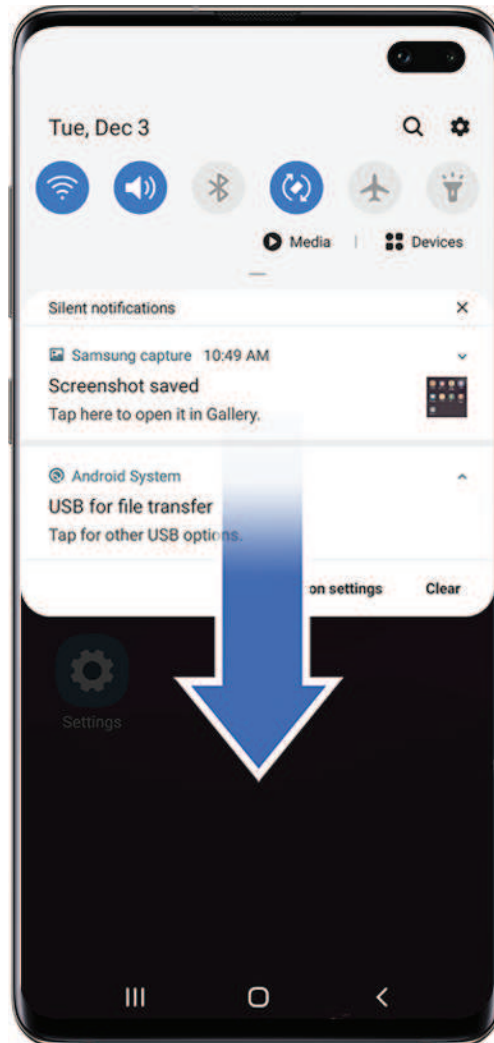 Tue, Dec 3
Media | Devices
Silent notifications
Samsung capture 10:49 AM
Screenshot saved
Tap here to open it in Gallery.
Android System
USB for file transfer
Tap for other USB options.
on settings Clear
Settings